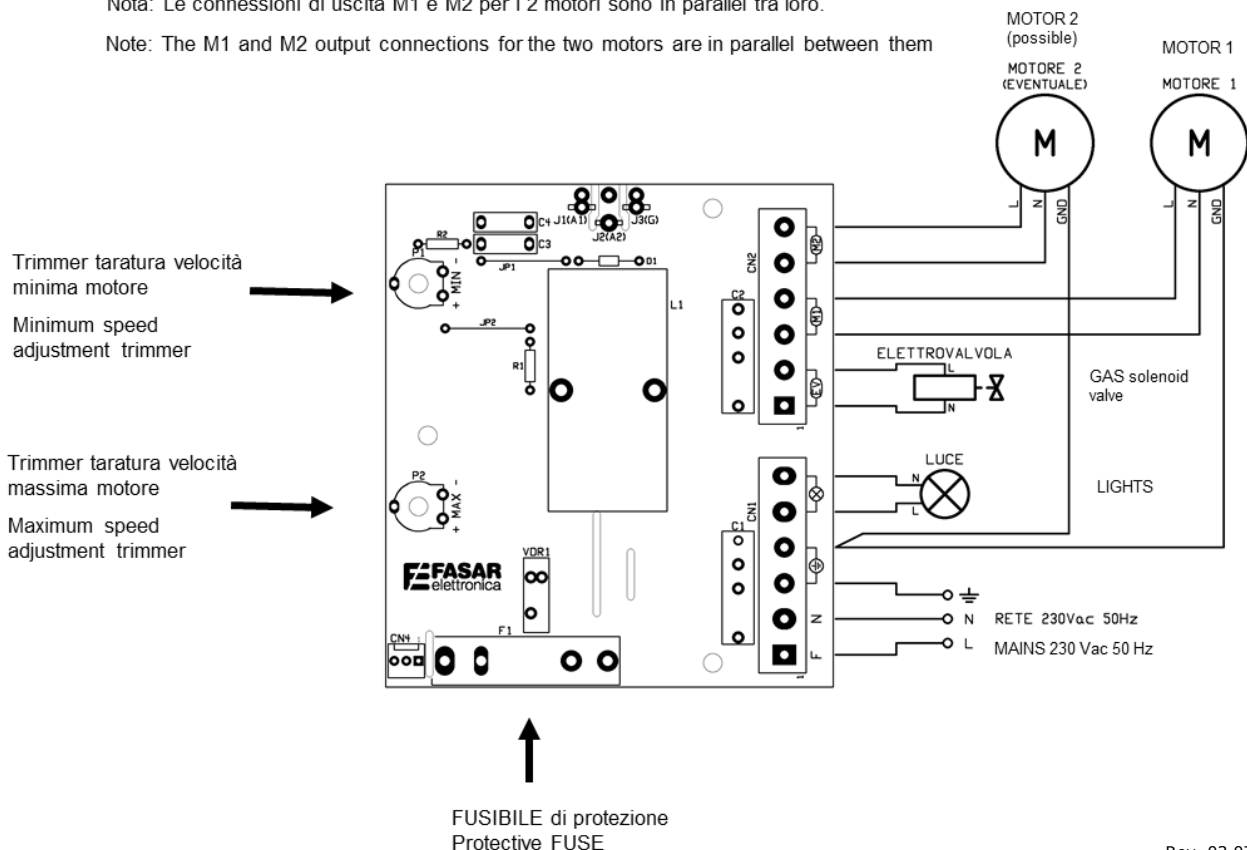 Nota: Le connessioni di uscita M1 e M2 per i 2 motori sono in parallel tra loro.
Note: The M1 and M2 output connections for the two motors are in parallel between them
MOTOR 2
(possible)
MOTORE 2
(EVENTUALE)
MOTOR 1
MOTORE 1
M
M
L
N
GND
L
N
GND
J1(A1)
J2(A2)
J3(G)
C4
C3
R2
P1
- MIN +
JP1
D1
JP2
R1
L1
C2
CN2
M2
M1
EV
1
Trimmer taratura velocità
minima motore
Minimum speed
adjustment trimmer
ELETTROVALVOLA
L
N
GAS solenoid
valve
Trimmer taratura velocità
massima motore
Maximum speed
adjustment trimmer
P2
- MAX +
LUCE
N
L
LIGHTS
C1
CN1
N
F
1
FASAR
elettronica
VDR1
F1
CN4
N RETE 230Vac 50Hz
L MAINS 230 Vac 50 Hz
FUSIBILE di protezione
Protective FUSE